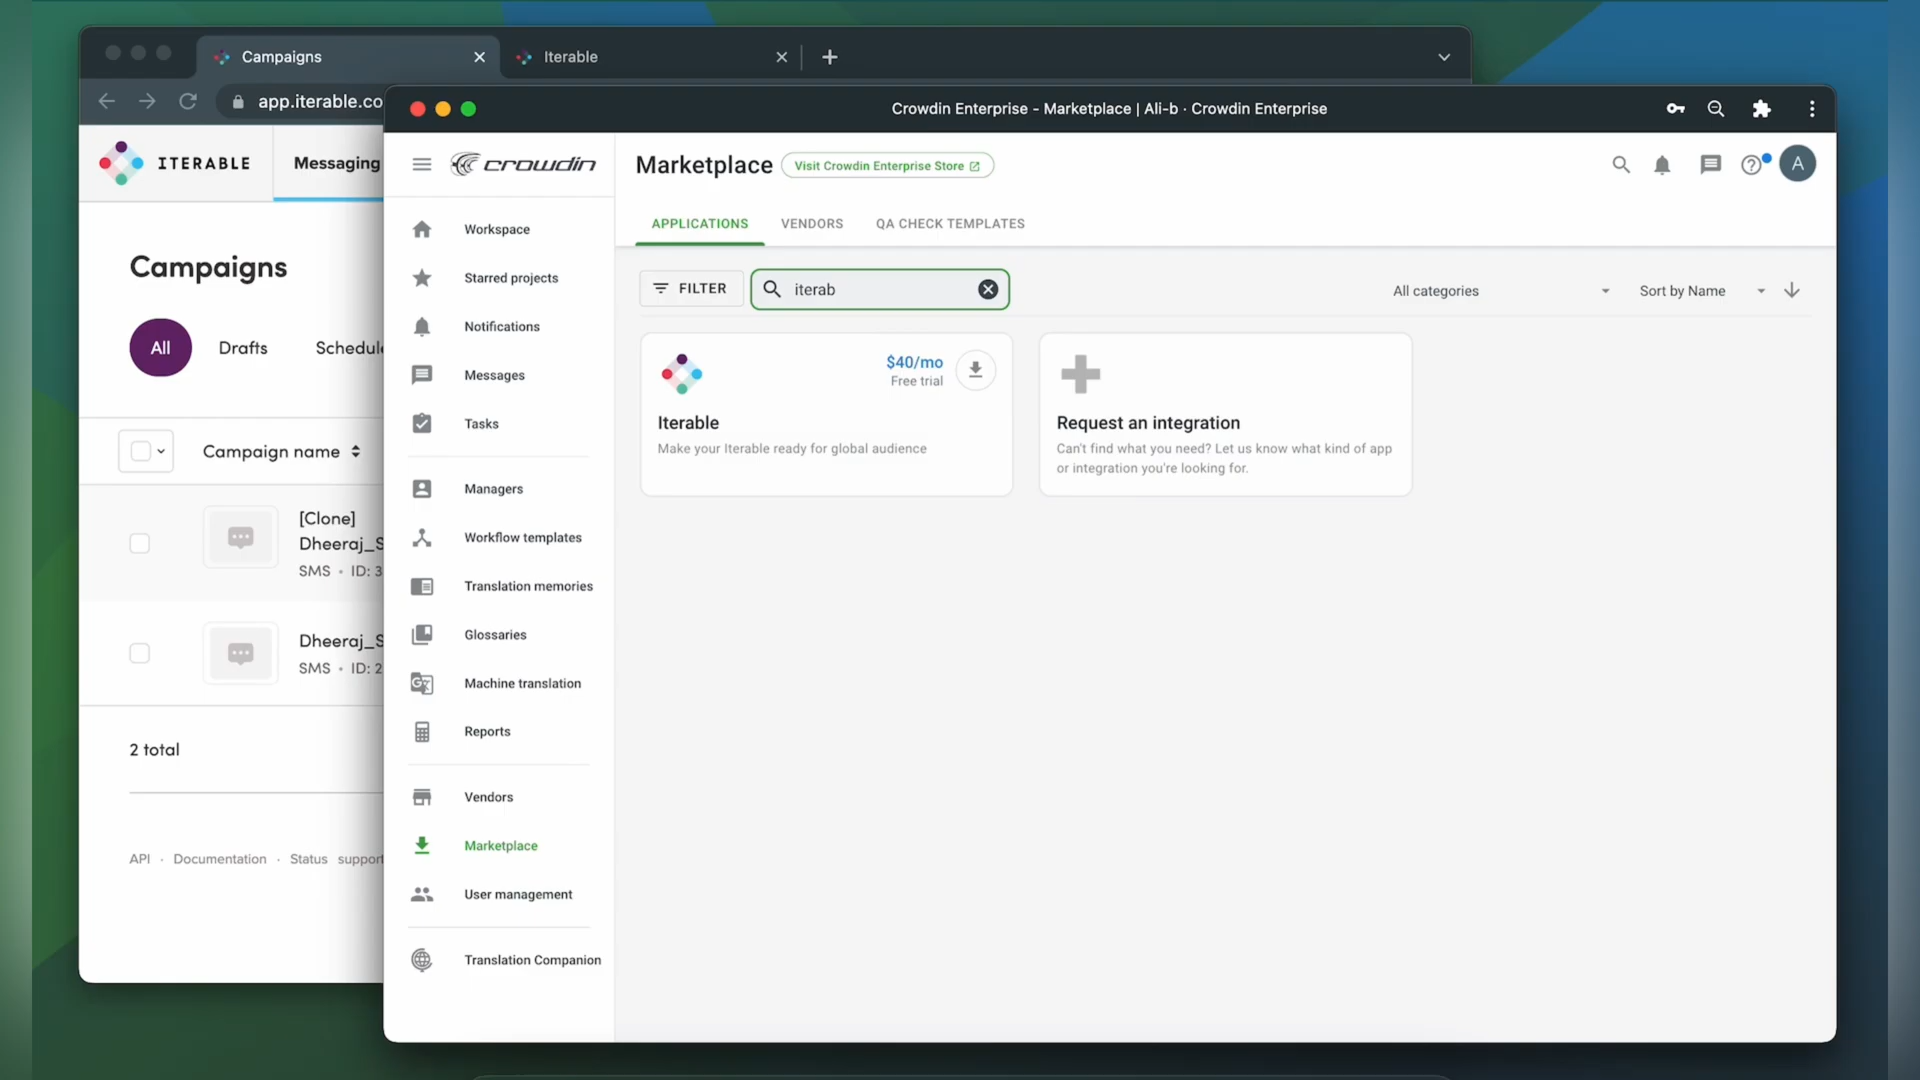 Campaigns
Iterable
app.iterable.co
Crowdin Enterprise - Marketplace | Ali-b · Crowdin Enterprise
ITERABLE
Messaging
Campaigns
All
Drafts
Schedule
Campaign name
[Clone]
Dheeraj_S
SMS • ID: 3
Dheeraj_S
SMS • ID: 2
2 total
API · Documentation · Status support
crowdin
Workspace
Starred projects
Notifications
Messages
Tasks
Managers
Workflow templates
Translation memories
Glossaries
Machine translation
Reports
Vendors
Marketplace
User management
Translation Companion
Marketplace
Visit Crowdin Enterprise Store
A
APPLICATIONS
VENDORS
QA CHECK TEMPLATES
FILTER
iterab
All categories
Sort by Name
$40/mo
Free trial
Iterable
Make your Iterable ready for global audience
Request an integration
Can't find what you need? Let us know what kind of app
or integration you're looking for.